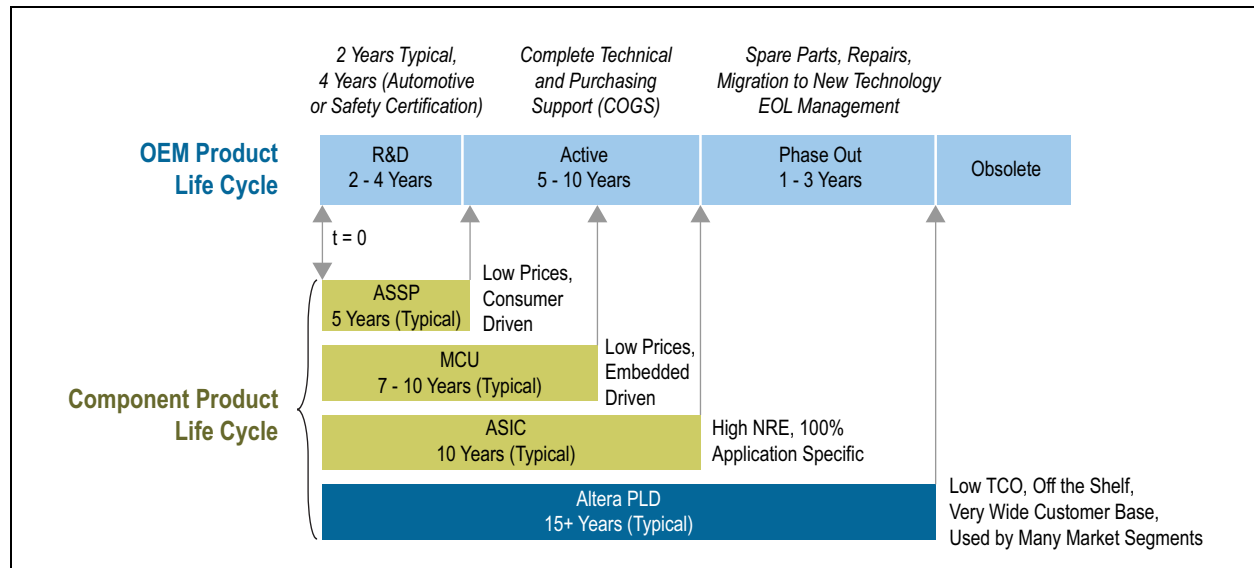 2 Years Typical,
4 Years (Automotive
or Safety Certification)
Complete Technical
and Purchasing
Support (COGS)
Spare Parts, Repairs,
Migration to New Technology
EOL Management
OEM Product
Life Cycle
R&D
2 - 4 Years
Active
5 - 10 Years
Phase Out
1 - 3 Years
Obsolete
t = 0
ASSP
5 Years (Typical)
Low Prices,
Consumer
Driven
MCU
7 - 10 Years (Typical)
Low Prices,
Embedded
Driven
Component Product
Life Cycle
ASIC
10 Years (Typical)
High NRE, 100%
Application Specific
Altera PLD
15+ Years (Typical)
Low TCO, Off the Shelf,
Very Wide Customer Base,
Used by Many Market Segments